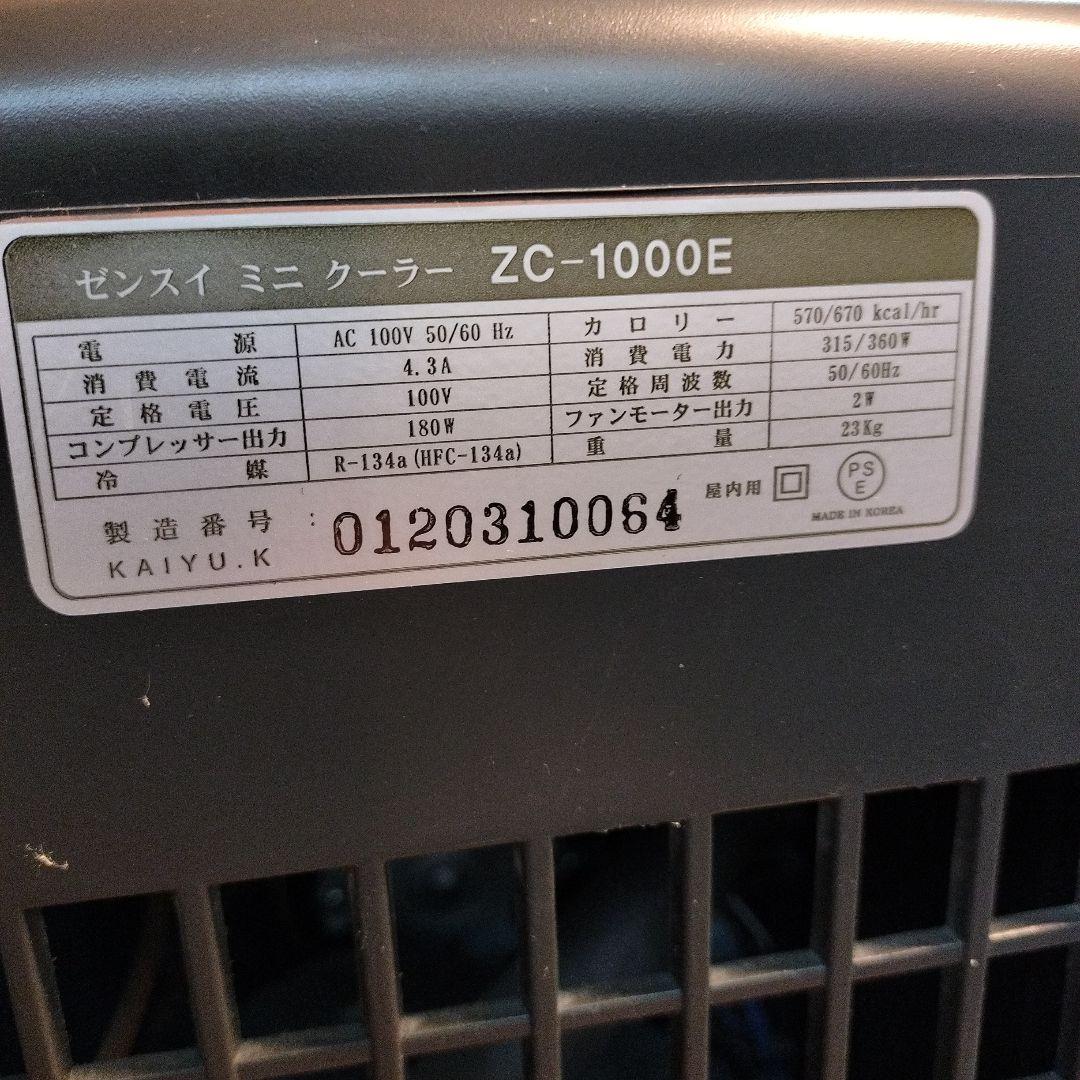 ゼンスイ ミニ クーラー ZC-1000E
電源 AC 100V 50/60 Hz カロリー 570/670 kcal/hr
消費電流 4.3A 消費電力 315/360W
定格電圧 100V 定格周波数 50/60Hz
コンプレッサー出力 180W ファンモーター出力 2W
冷媒 R-134a(HFC-134a) 重量 23Kg
製造番号 : 0120310064 屋内用 PSE
KAIYU.K MADE IN KOREA